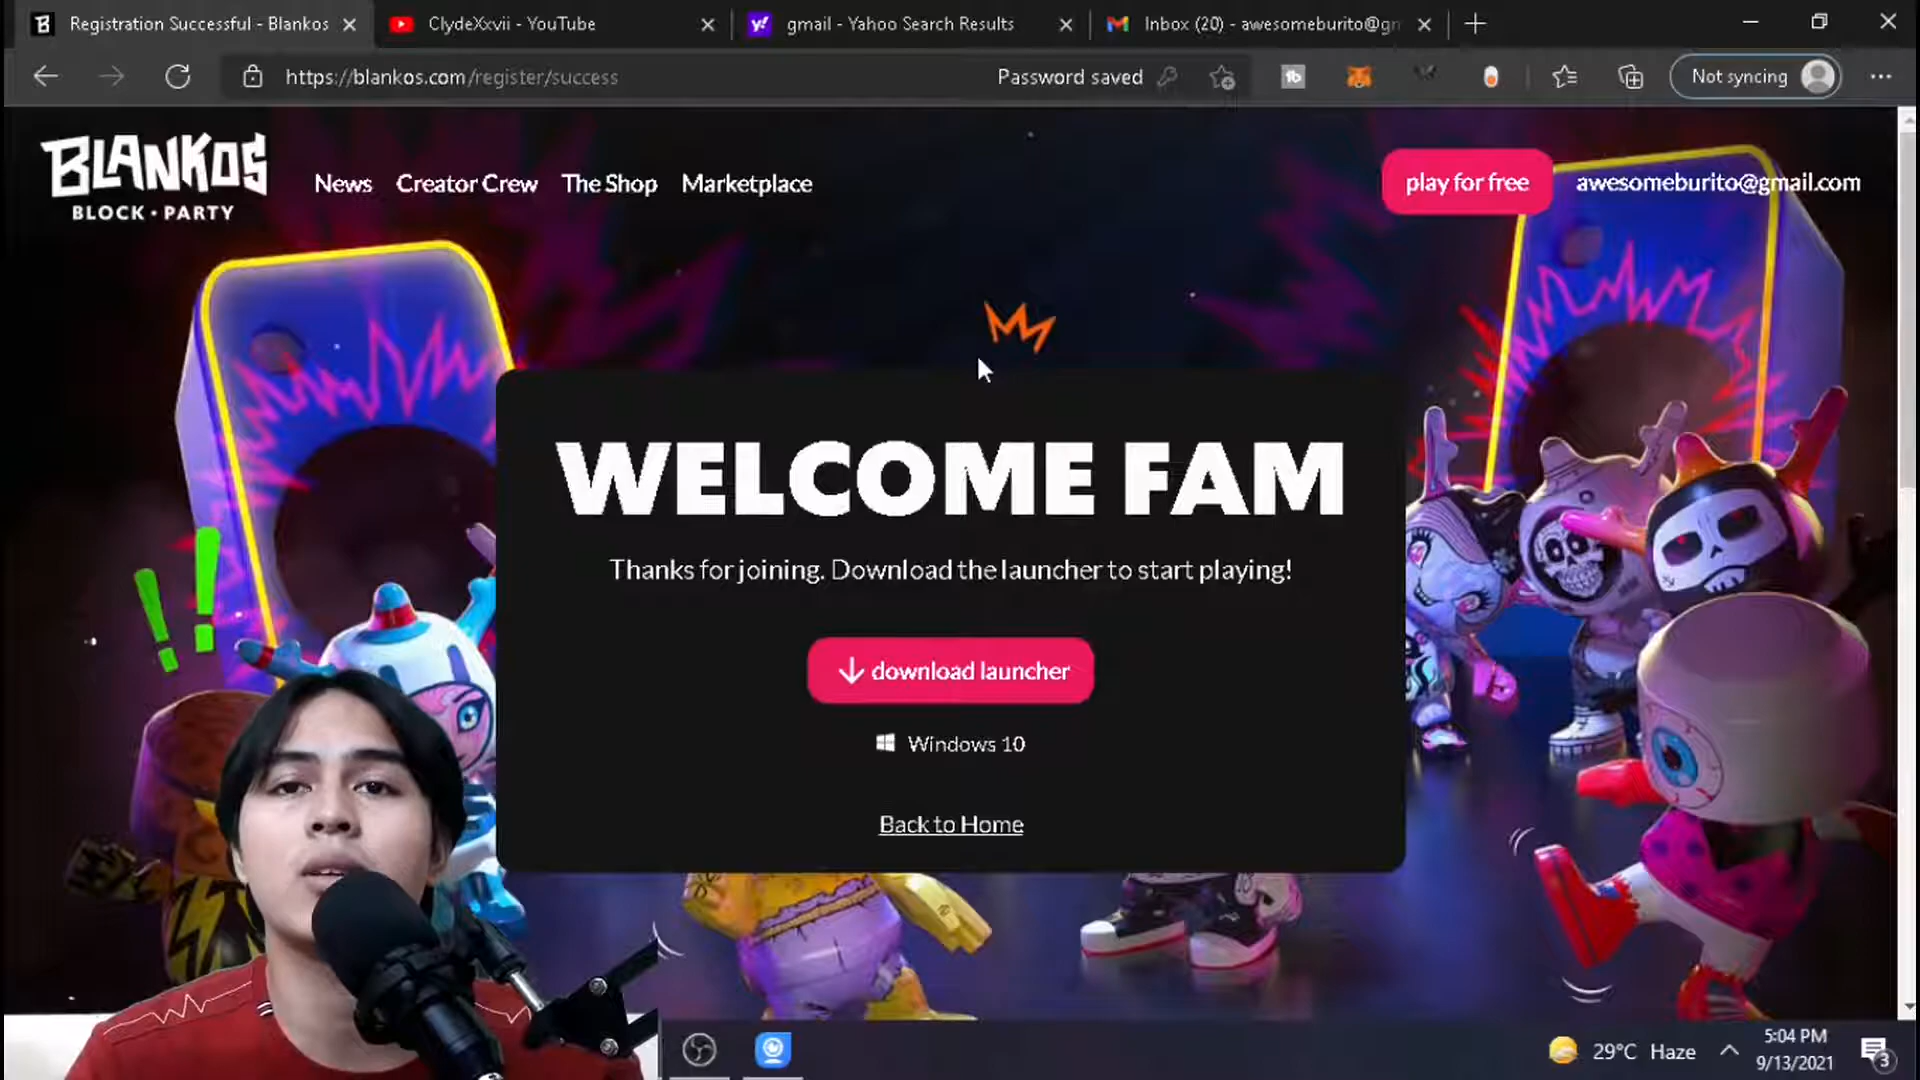 Registration Successful - Blankos
ClydeXxvii - YouTube
gmail - Yahoo Search Results
Inbox (20) - awesomeburito@gr
https://blankos.com/register/success
Password saved
Not syncing
BLANKOS
BLOCK • PARTY
News
Creator Crew
The Shop
Marketplace
play for free
awesomeburito@gmail.com
WELCOME FAM
Thanks for joining. Download the launcher to start playing!
download launcher
Windows 10
Back to Home
29°C Haze
5:04 PM
9/13/2021
3